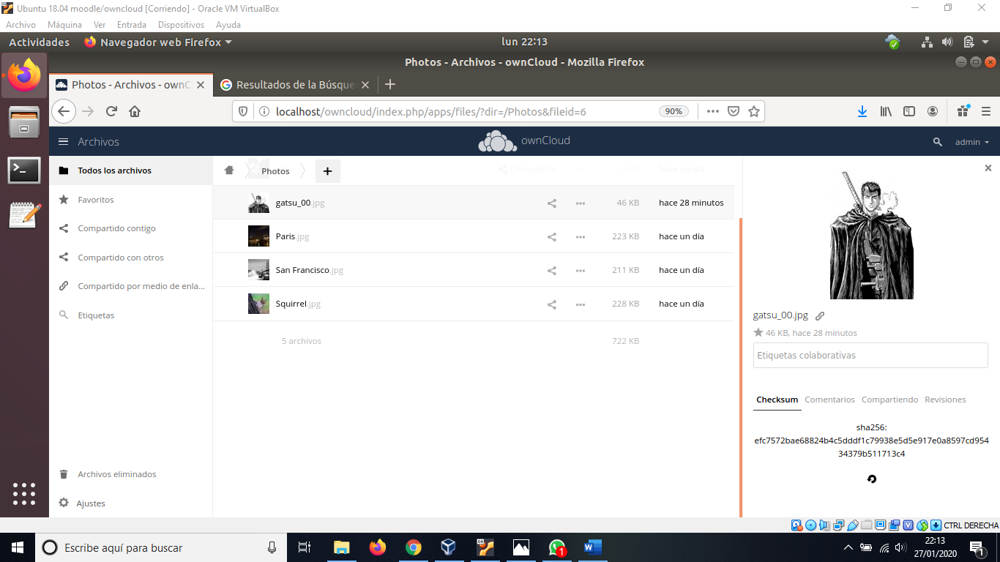 Ubuntu 18.04 moodle/owncloud [Corriendo] - Oracle VM VirtualBox
Archivo Máquina Ver Entrada Dispositivos Ayuda
Actividades Navegador web Firefox lun 22:13
Photos - Archivos - ownCloud - Mozilla Firefox
Photos - Archivos - ownC Resultados de la Búsque
localhost/owncloud/index.php/apps/files/?dir=/Photos&fileid=6 90%
Archivos ownCloud admin
Todos los archivos
Favoritos
Compartido contigo
Compartido con otros
Compartido por medio de enla...
Etiquetas
Archivos eliminados
Ajustes
Photos +
Compartido hace un día
gatsu_00.jpg 46 KB hace 28 minutos
Paris.jpg 223 KB hace un día
San Francisco.jpg 211 KB hace un día
Squirrel.jpg 228 KB hace un día
5 archivos 722 KB
gatsu_00.jpg
46 KB, hace 28 minutos
Etiquetas colaborativas
Checksum Comentarios Compartiendo Revisiones
sha256:
efc7572bae68824b4c5dddf1c79938e5d5e917e0a8597cd954
34379b511713c4
CTRL DERECHA
Escribe aquí para buscar
1
22:13
27/01/2020
1